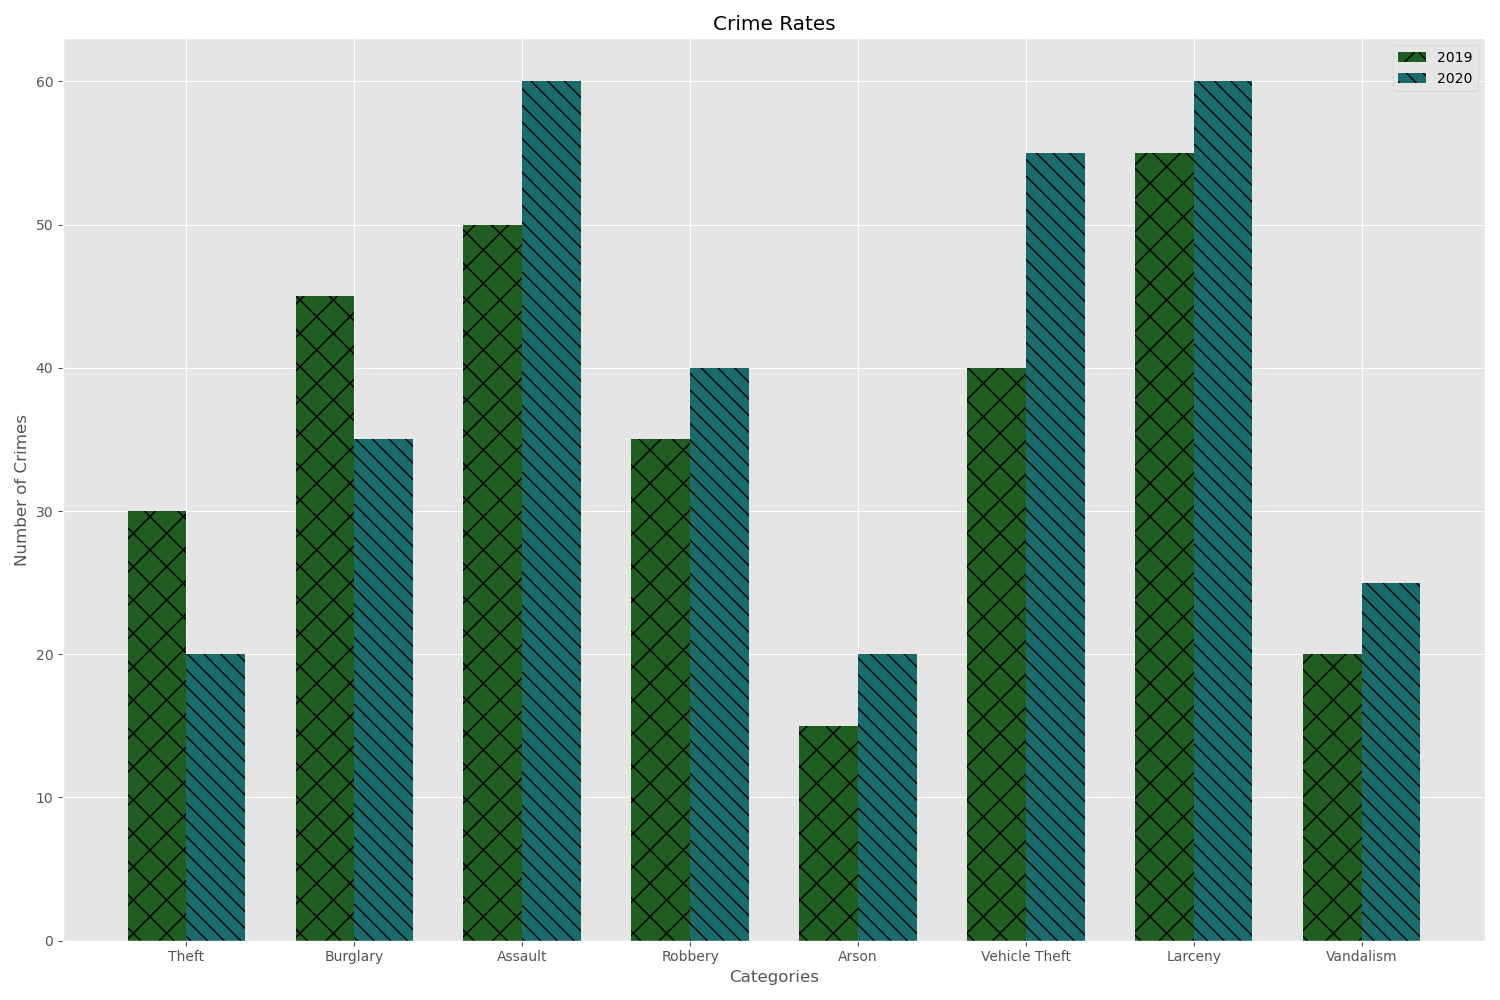 Crime Rates
2019
2020
Number of Crimes
60
50
40
30
20
10
0
Theft Burglary Assault Robbery Arson Vehicle Theft Larceny Vandalism
Categories